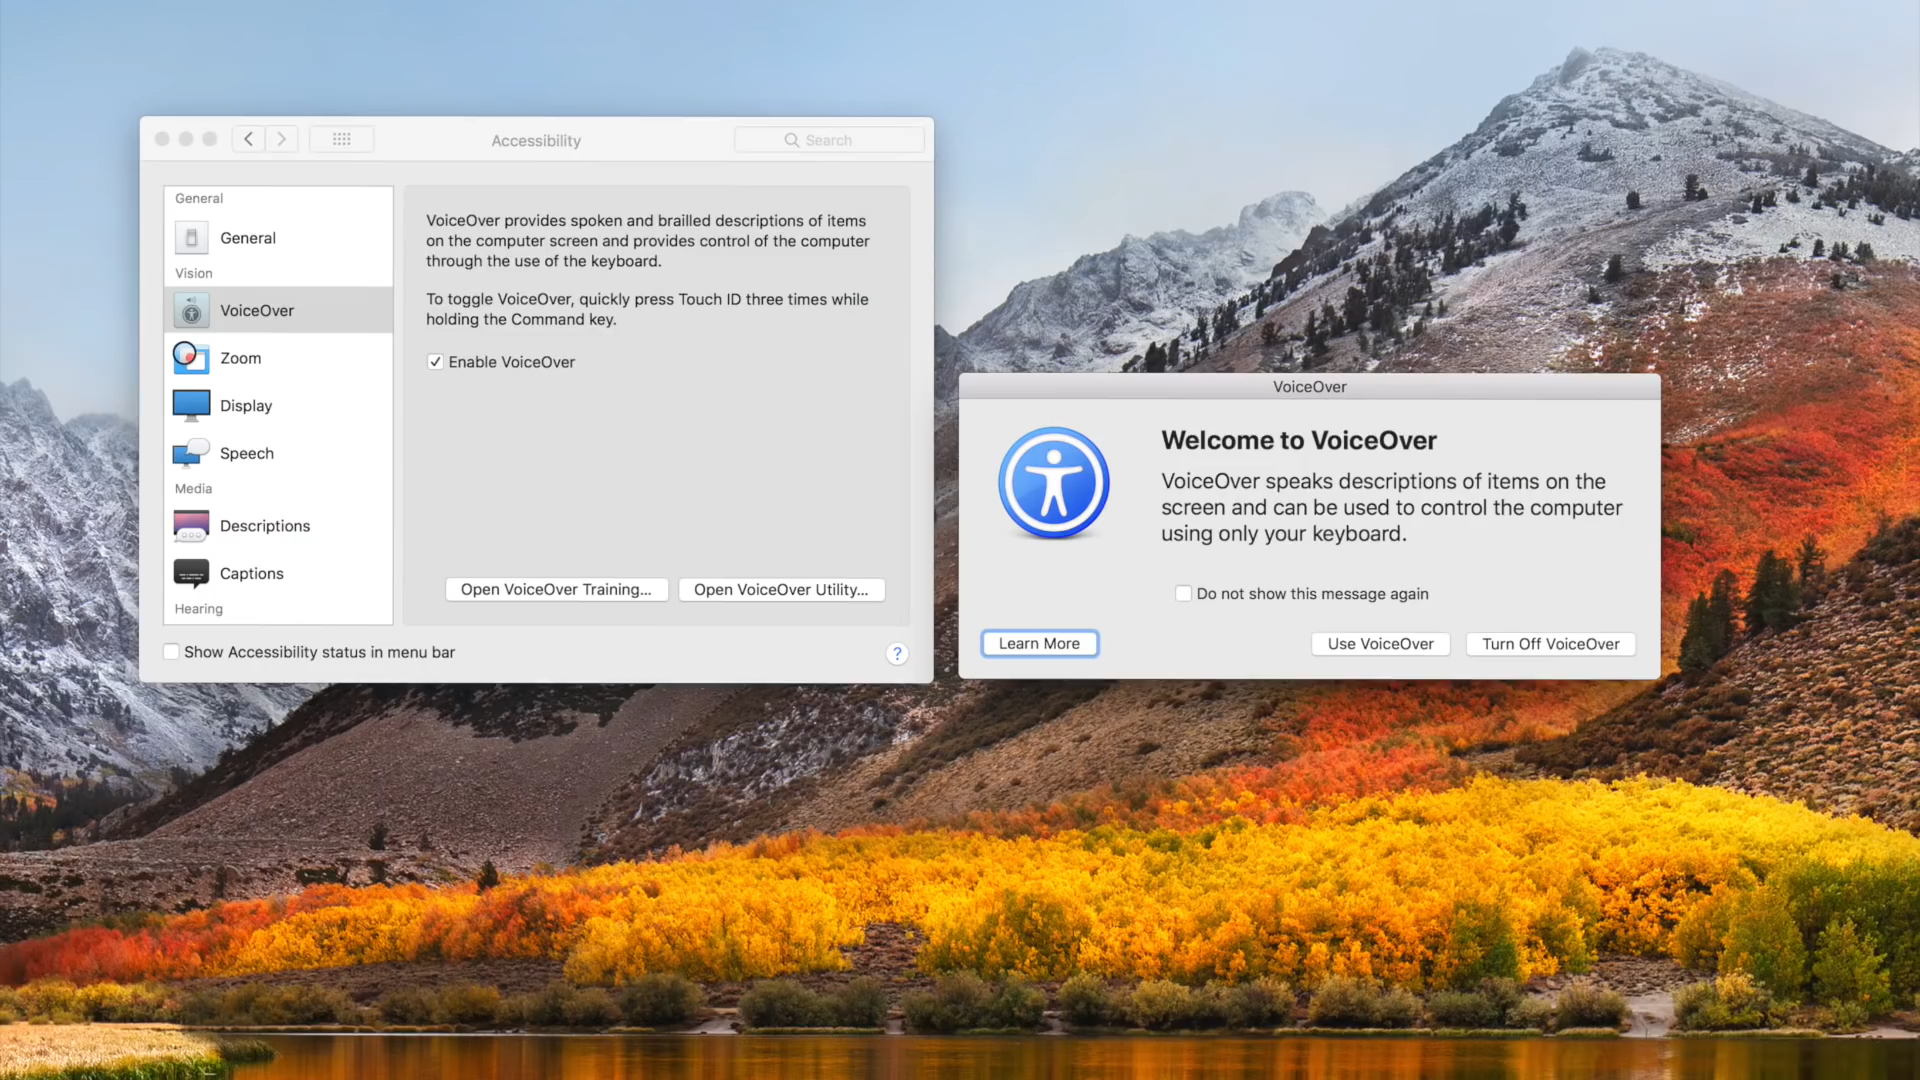 Accessibility
Search
General
General
Vision
VoiceOver
Zoom
Display
Speech
Media
Descriptions
Captions
Hearing
VoiceOver provides spoken and brailled descriptions of items
on the computer screen and provides control of the computer
through the use of the keyboard.
To toggle VoiceOver, quickly press Touch ID three times while
holding the Command key.
Enable VoiceOver
Open VoiceOver Training...
Open VoiceOver Utility...
Show Accessibility status in menu bar
?
VoiceOver
Welcome to VoiceOver
VoiceOver speaks descriptions of items on the
screen and can be used to control the computer
using only your keyboard.
Do not show this message again
Learn More
Use VoiceOver
Turn Off VoiceOver